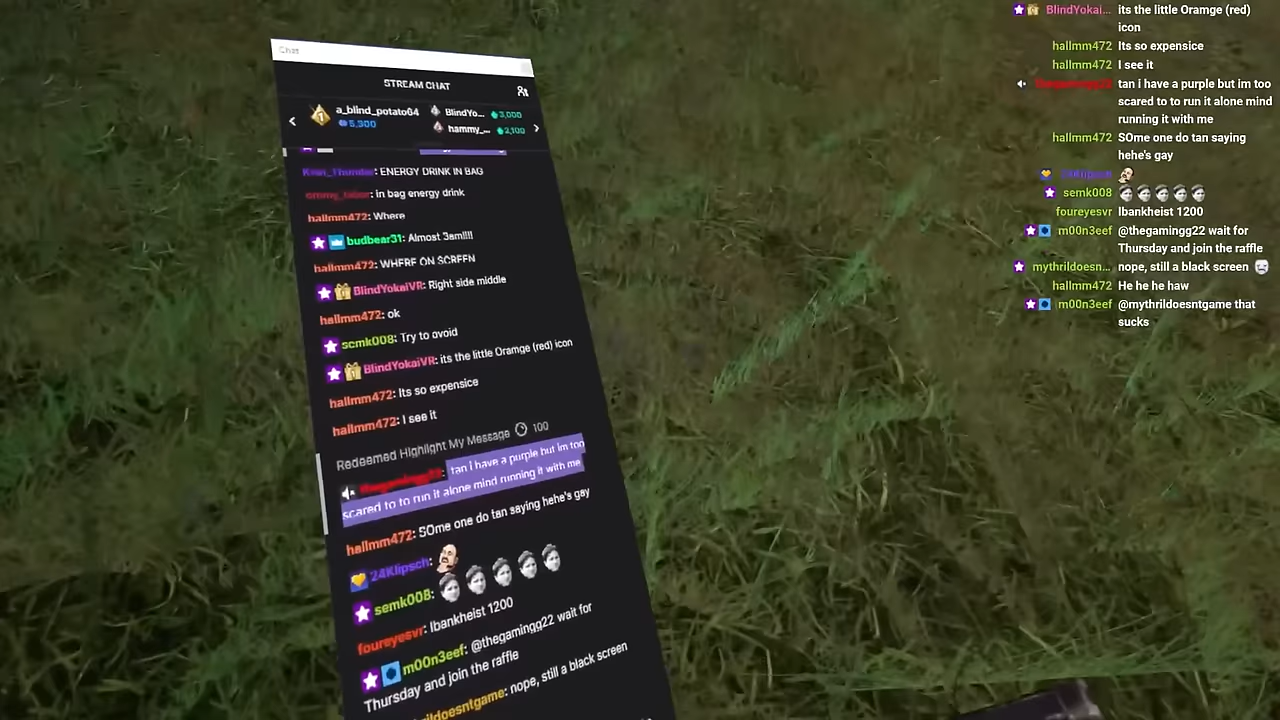 Chat
STREAM CHAT
a_blind_potato64
5,300
BlindYo... 3,000
hammy_... 2,100
ENERGY DRINK IN BAG
in bag energy drink
hallmm472: Where
budbear31: Almost 3am!!!!
hallmm472: WHERE ON SCREEN
BlindYokaiVR: Right side middle
hallmm472: ok
semk008: Try to avoid
BlindYokaiVR: its the little Oramge (red) icon
hallmm472: Its so expensice
hallmm472: I see it
Redeemed Highlight My Message 100
thegamingg22: tan i have a purple but im too
scared to to run it alone mind running it with me
hallmm472: SOme one do tan saying hehe's gay
24Klipsch:
semk008:
foureyesvr: !bankheist 1200
m00n3eef: @thegamingg22 wait for
Thursday and join the raffle
ildoesntgame: nope, still a black screen
BlindYokai... its the little Oramge (red)
icon
hallmm472 Its so expensice
hallmm472 I see it
thegamingg22 tan i have a purple but im too
scared to to run it alone mind
running it with me
hallmm472 SOme one do tan saying
hehe's gay
24Klipsch
semk008
foureyesvr !bankheist 1200
m00n3eef @thegamingg22 wait for
Thursday and join the raffle
mythrildoesn... nope, still a black screen
hallmm472 He he he haw
m00n3eef @mythrildoesntgame that
sucks